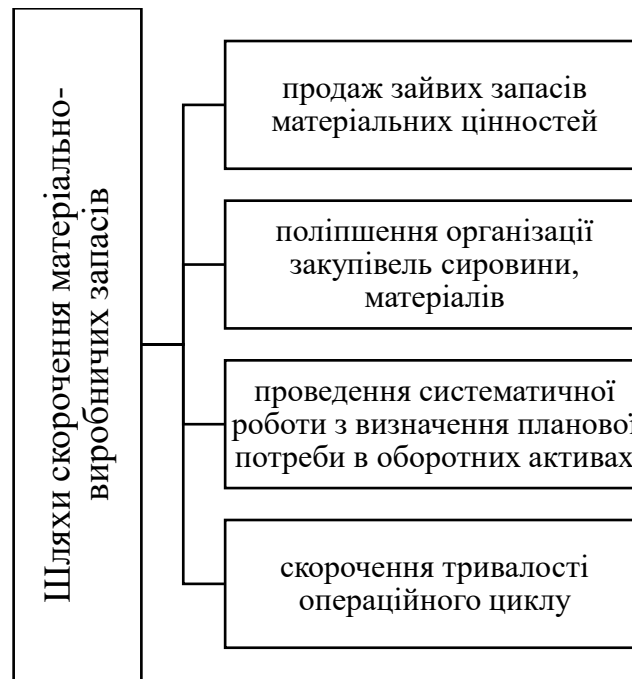 Шляхи скорочення матеріально-
виробничих запасів
продаж зайвих запасів
матеріальних цінностей
поліпшення організації
закупівель сировини,
матеріалів
проведення систематичної
роботи з визначення планової
потреби в оборотних активах
скорочення тривалості
операційного циклу